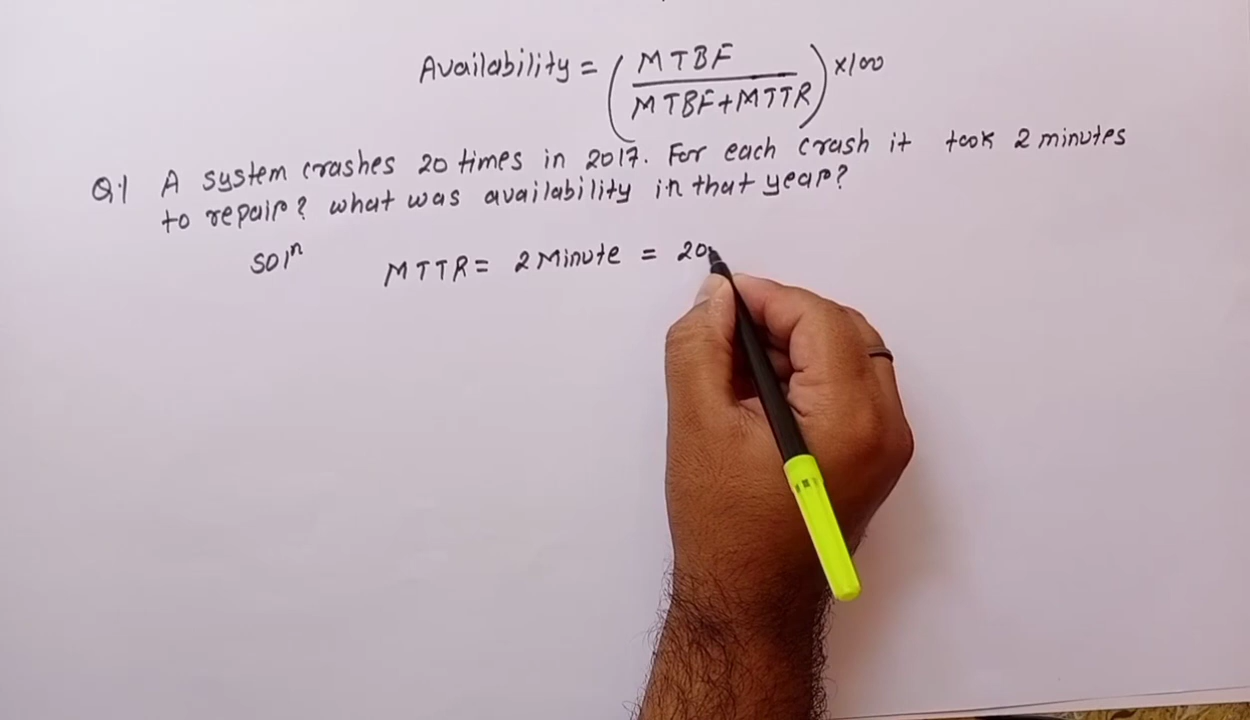 Availability = (MTBF / MTBF+MTTR) ×100
Q.1 A system crashes 20 times in 2017. For each crash it took 2 minutes
to repair? what was availability in that year?
Solⁿ MTTR = 2 Minute = 20